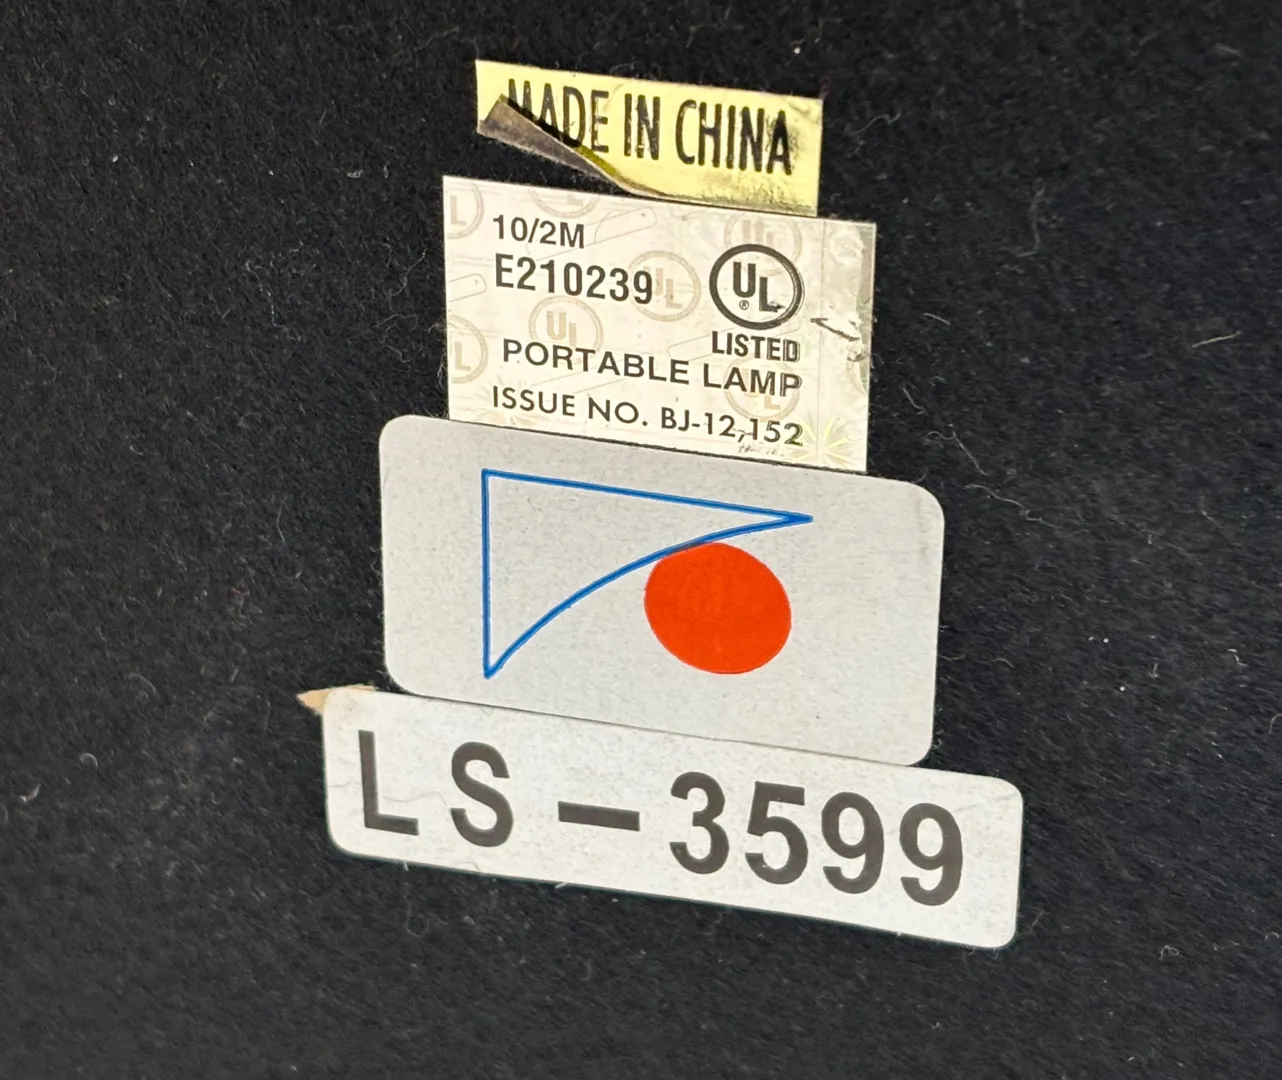 MADE IN CHINA
10/2M
E210239
UL
®
LISTED
PORTABLE LAMP
ISSUE NO. BJ-12,152
LS-3599